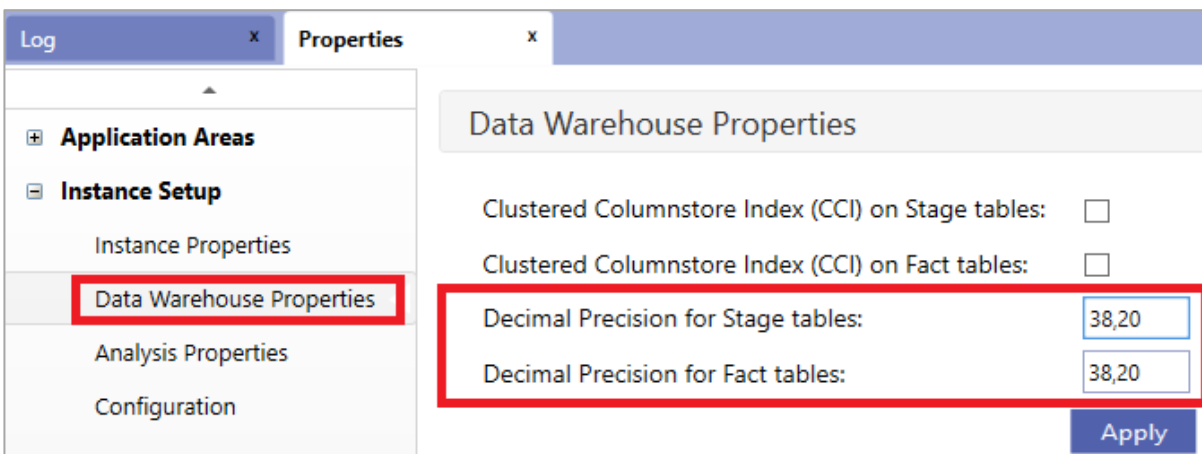 Log x Properties x
Application Areas
Instance Setup
Instance Properties
Data Warehouse Properties
Analysis Properties
Configuration
Data Warehouse Properties
Clustered Columnstore Index (CCI) on Stage tables:
Clustered Columnstore Index (CCI) on Fact tables:
Decimal Precision for Stage tables: 38,20
Decimal Precision for Fact tables: 38,20
Apply